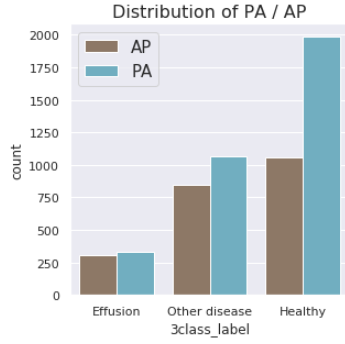 Distribution of PA / AP
AP
PA
2000
1750
1500
1250
1000
750
500
250
0
count
Effusion Other disease Healthy
3class_label